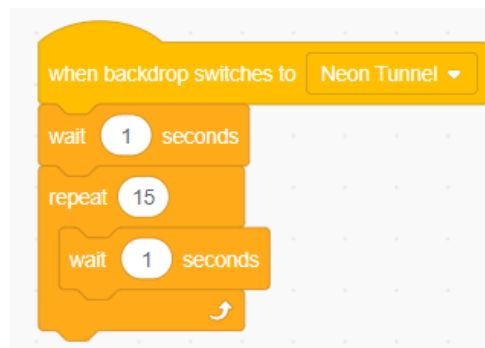 when backdrop switches to Neon Tunnel
wait 1 seconds
repeat 15
wait 1 seconds